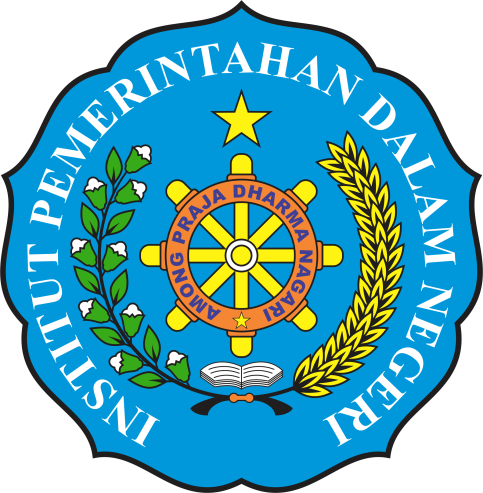 INSTITUT PEMERINTAHAN DALAM NEGERI
AMONG PRAJA DHARMA NAGARI